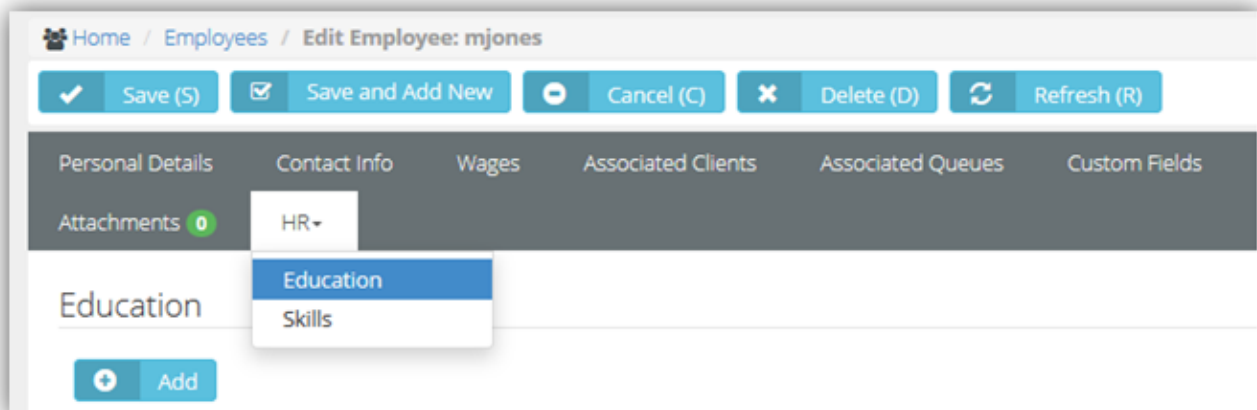 Home / Employees / Edit Employee: mjones
Save (S) Save and Add New Cancel (C) Delete (D) Refresh (R)
Personal Details Contact Info Wages Associated Clients Associated Queues Custom Fields
Attachments 0 HR
Education
Skills
Education
Add